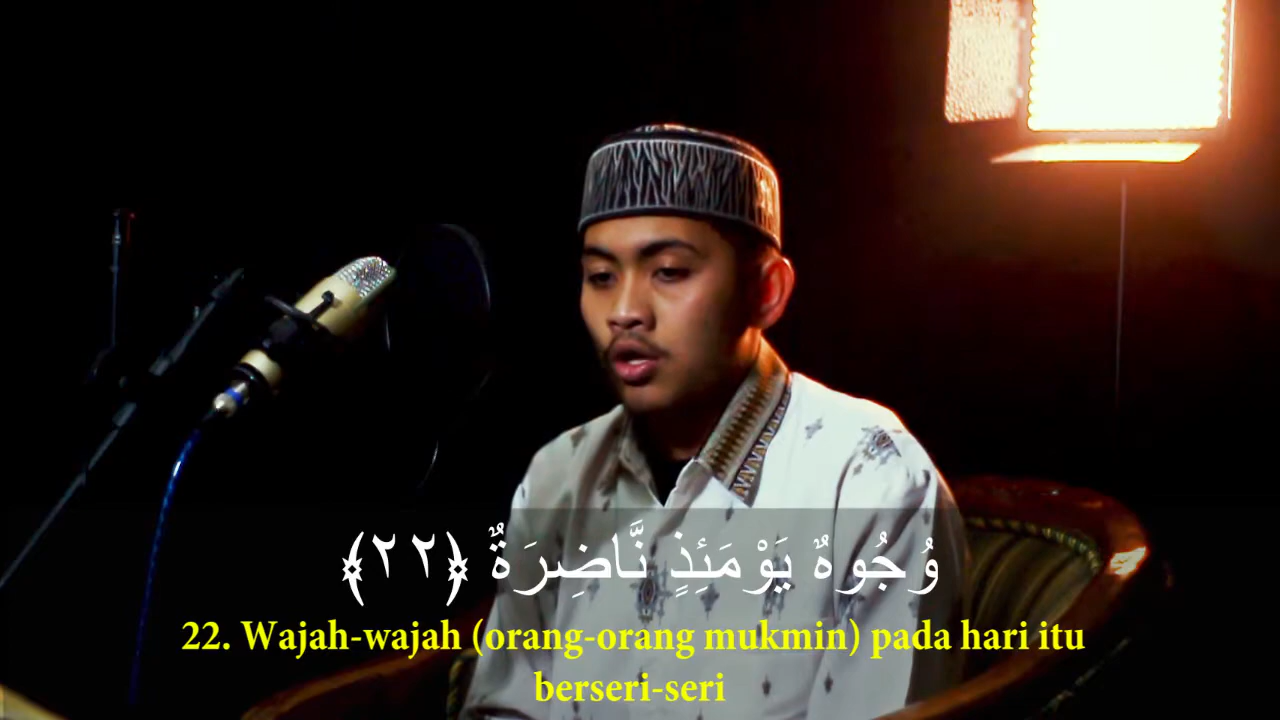 وُجُوهٌ يَوْمَئِذٍ نَّاضِرَةٌ ﴿٢٢﴾
22. Wajah-wajah (orang-orang mukmin) pada hari itu
berseri-seri